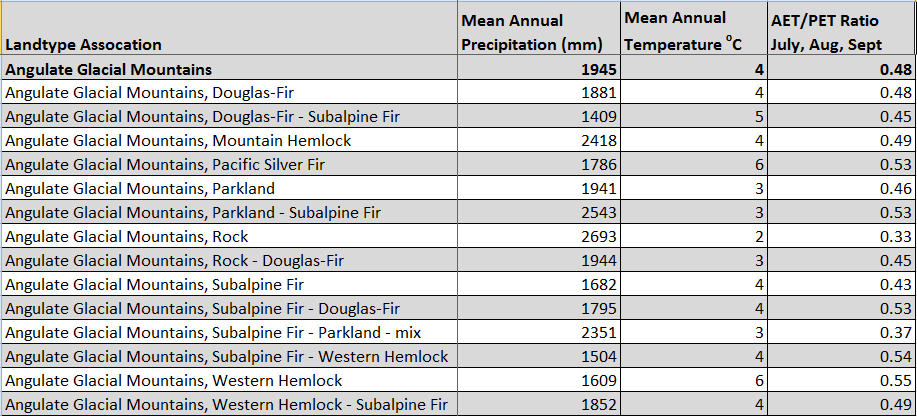 Landtype Assocation Mean Annual Precipitation (mm) Mean Annual Temperature °C AET/PET Ratio July, Aug, Sept
Angulate Glacial Mountains 1945 4 0.48
Angulate Glacial Mountains, Douglas-Fir 1881 4 0.48
Angulate Glacial Mountains, Douglas-Fir - Subalpine Fir 1409 5 0.45
Angulate Glacial Mountains, Mountain Hemlock 2418 4 0.49
Angulate Glacial Mountains, Pacific Silver Fir 1786 6 0.53
Angulate Glacial Mountains, Parkland 1941 3 0.46
Angulate Glacial Mountains, Parkland - Subalpine Fir 2543 3 0.53
Angulate Glacial Mountains, Rock 2693 2 0.33
Angulate Glacial Mountains, Rock - Douglas-Fir 1944 3 0.45
Angulate Glacial Mountains, Subalpine Fir 1682 4 0.43
Angulate Glacial Mountains, Subalpine Fir - Douglas-Fir 1795 4 0.53
Angulate Glacial Mountains, Subalpine Fir - Parkland - mix 2351 3 0.37
Angulate Glacial Mountains, Subalpine Fir - Western Hemlock 1504 4 0.54
Angulate Glacial Mountains, Western Hemlock 1609 6 0.55
Angulate Glacial Mountains, Western Hemlock - Subalpine Fir 1852 4 0.49